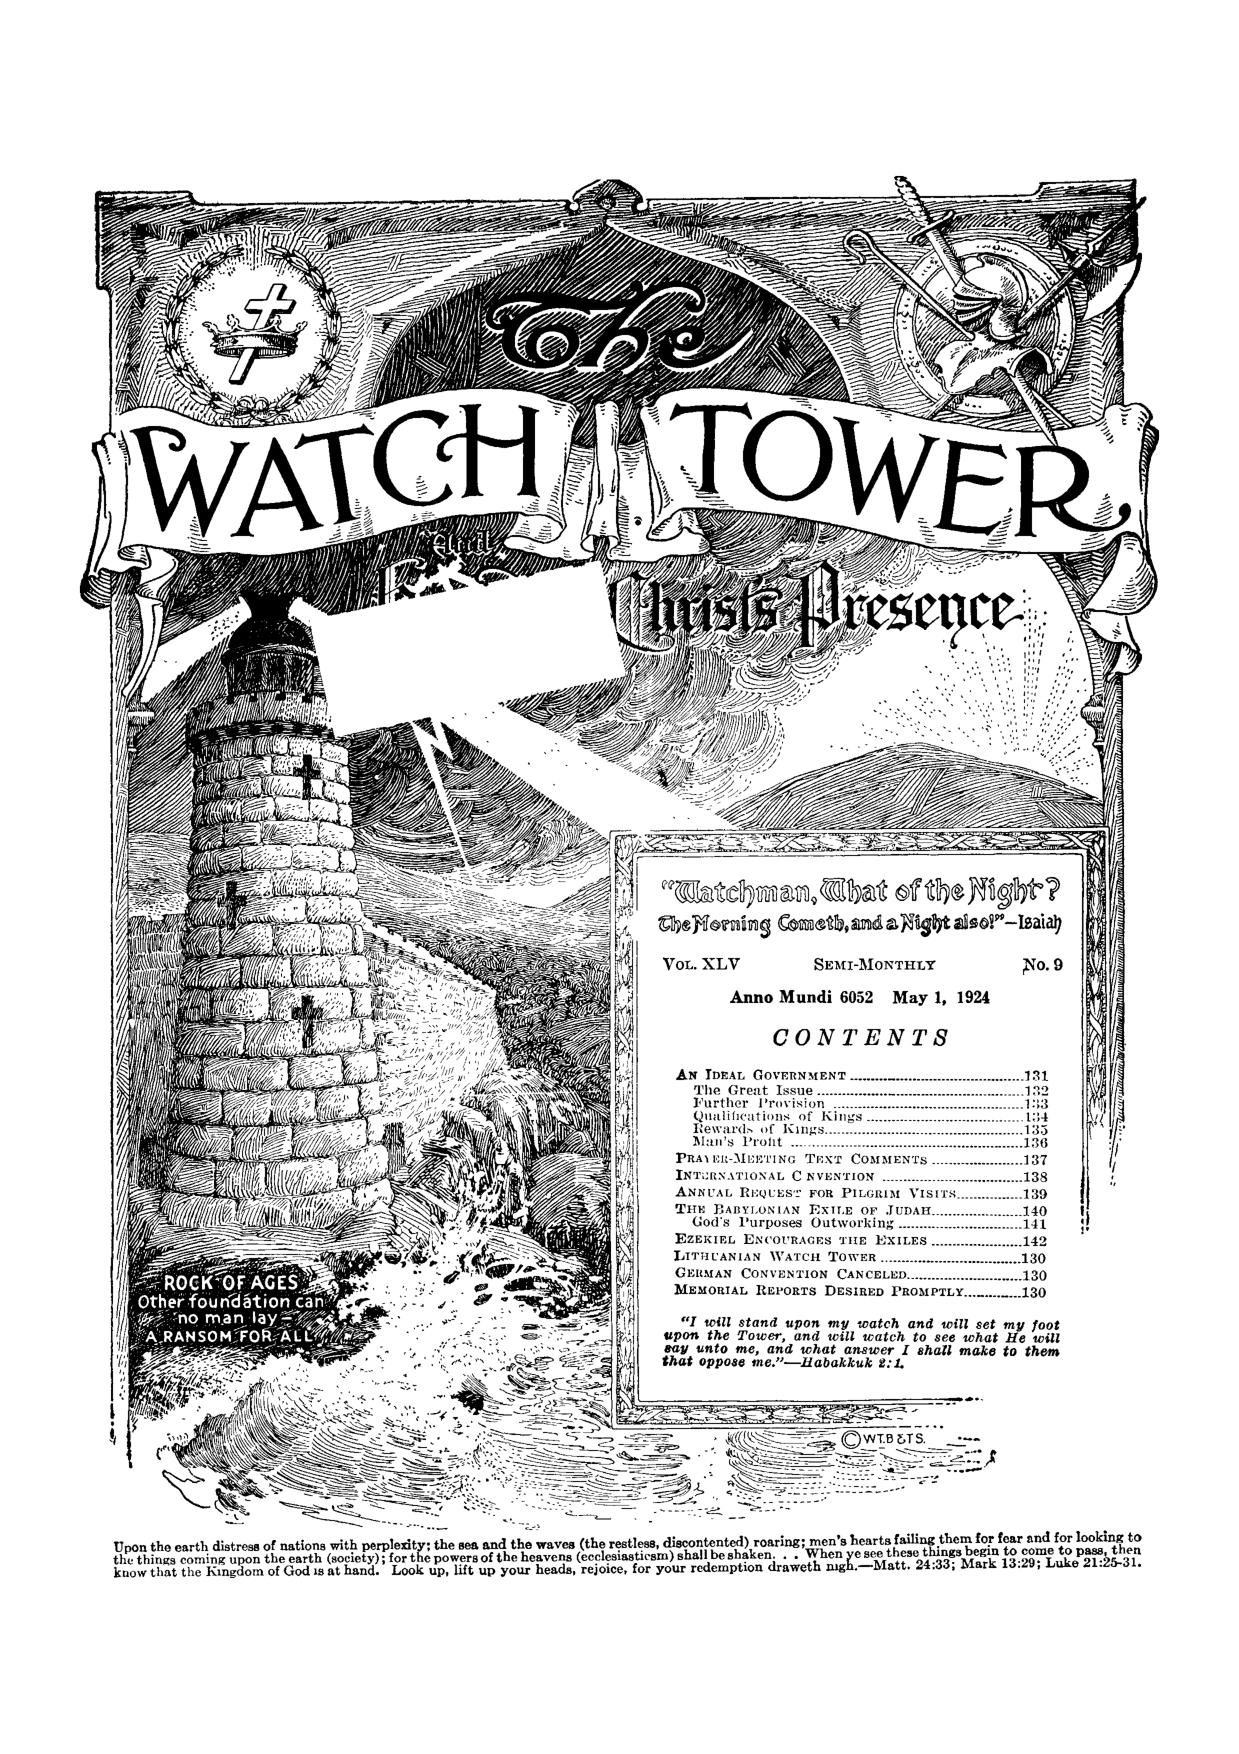 The
WATCH TOWER
And
Christ's Presence
"Watchman, What of the Night?
The Morning Cometh, and a Night also!"—Isaiah
VOL. XLV SEMI-MONTHLY No. 9
Anno Mundi 6052 May 1, 1924
CONTENTS
AN IDEAL GOVERNMENT ..... 131
The Great Issue ..... 132
Further Provision ..... 133
Qualifications of Kings ..... 134
Rewards of Kings ..... 135
Man's Profit ..... 136
PRAYER-MEETING TEXT COMMENTS ..... 137
INTERNATIONAL C NVENTION ..... 138
ANNUAL REQUEST FOR PILGRIM VISITS ..... 139
THE BABYLONIAN EXILE OF JUDAH ..... 140
God's Purposes Outworking ..... 141
EZEKIEL ENCOURAGES THE EXILES ..... 142
LITHUANIAN WATCH TOWER ..... 130
GERMAN CONVENTION CANCELED ..... 130
MEMORIAL REPORTS DESIRED PROMPTLY ..... 130
"I will stand upon my watch and will set my foot
upon the Tower, and will watch to see what He will
say unto me, and what answer I shall make to them
that oppose me."—Habakkuk 2:1.
ROCK OF AGES
Other foundation can
no man lay—
A RANSOM FOR ALL
©W.T.B.&T.S.
Upon the earth distress of nations with perplexity; the sea and the waves (the restless, discontented) roaring; men's hearts failing them for fear and for looking to
the things coming upon the earth (society); for the powers of the heavens (ecclesiasticsm) shall be shaken. . . When ye see these things begin to come to pass, then
know that the Kingdom of God is at hand. Look up, lift up your heads, rejoice, for your redemption draweth nigh.—Matt. 24:33; Mark 13:29; Luke 21:25-31.